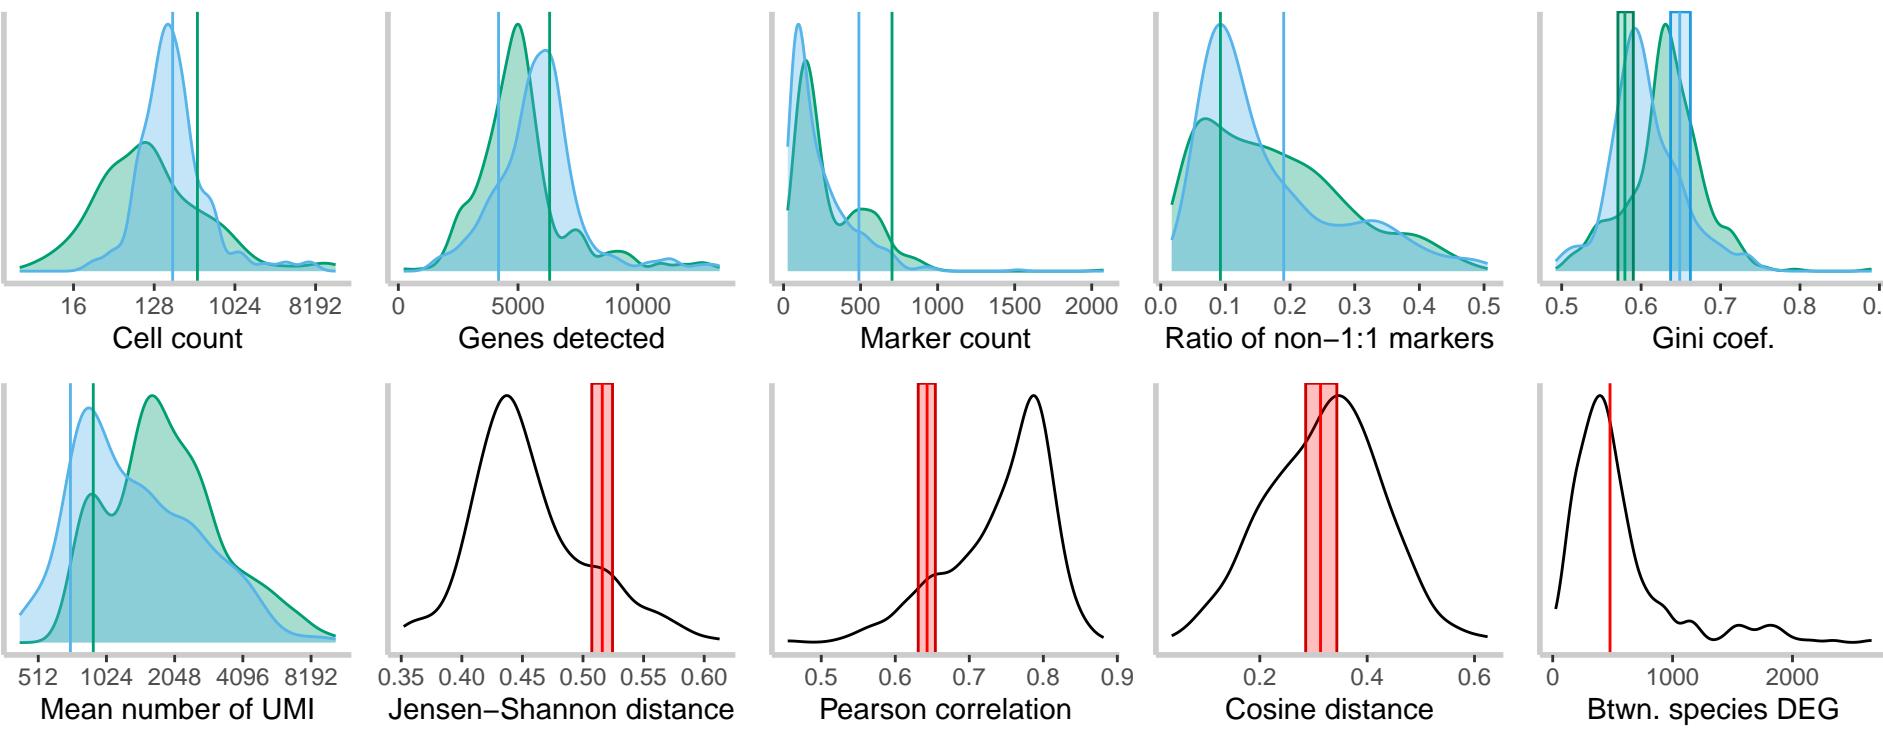 16 128 1024 8192
Cell count
0 5000 10000
Genes detected
0 500 1000 1500 2000
Marker count
0.0 0.1 0.2 0.3 0.4 0.5
Ratio of non−1:1 markers
0.5 0.6 0.7 0.8 0.
Gini coef.
512 1024 2048 4096 8192
Mean number of UMI
0.35 0.40 0.45 0.50 0.55 0.60
Jensen−Shannon distance
0.5 0.6 0.7 0.8 0.9
Pearson correlation
0.2 0.4 0.6
Cosine distance
0 1000 2000
Btwn. species DEG